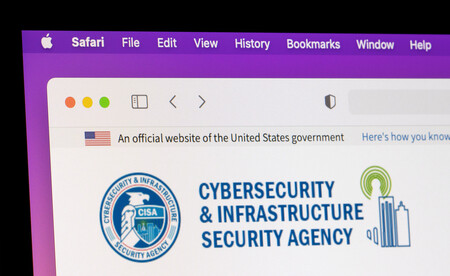 Safari File Edit View History Bookmarks Window Help
An official website of the United States government Here's how you know
CYBERSECURITY & INFRASTRUCTURE
CISA
SECURITY AGENCY
CYBERSECURITY
& INFRASTRUCTURE
SECURITY AGENCY